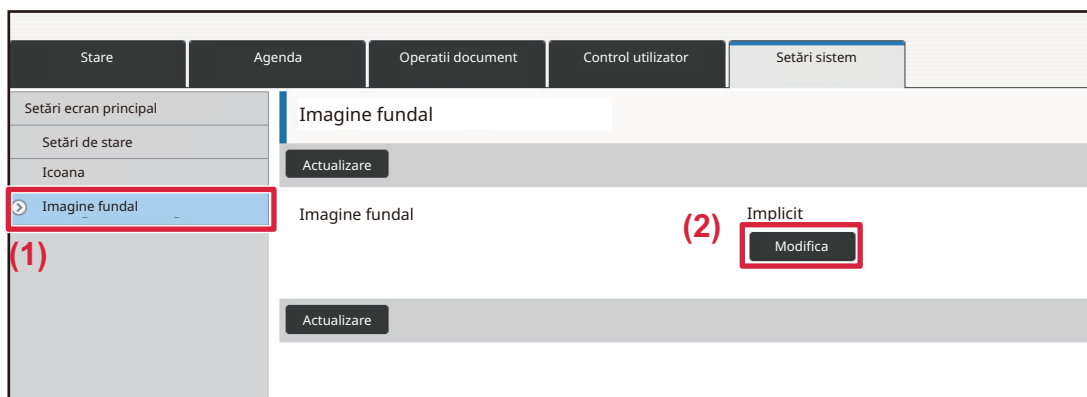 Stare
Agenda
Operatii document
Control utilizator
Setări sistem
Setări ecran principal
Setări de stare
Icoana
Imagine fundal
(1)
Imagine fundal
Actualizare
Imagine fundal
Implicit
(2)
Modifica
Actualizare